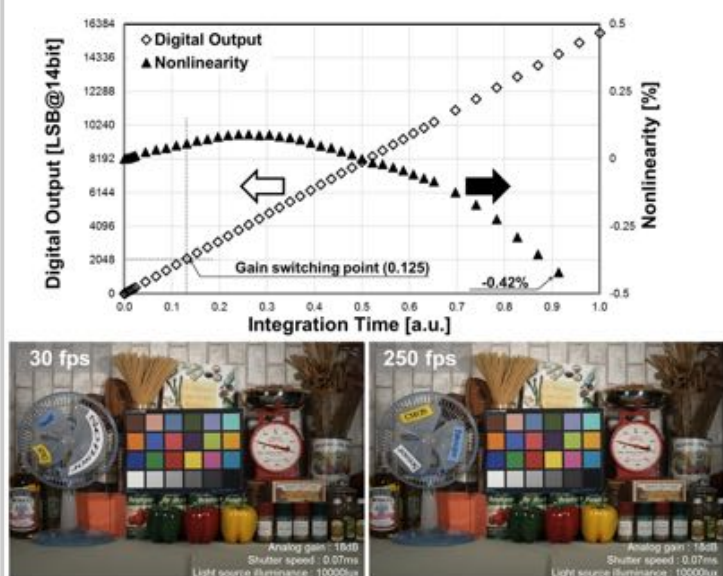 16384
14336
12288
10240
8192
6144
4096
2048
0
Digital Output [LSB@14bit]
Digital Output
Nonlinearity
0.5
0.25
0
-0.25
-0.5
Nonlinearity [%]
Gain switching point (0.125)
-0.42%
0.0 0.1 0.2 0.3 0.4 0.5 0.6 0.7 0.8 0.9 1.0
Integration Time [a.u.]
30 fps
Analog gain : 18dB
Shutter speed : 0.07ms
Light source illuminance : 10000lux
250 fps
CMOS
Analog gain : 18dB
Shutter speed : 0.07ms
Light source illuminance : 10000lux